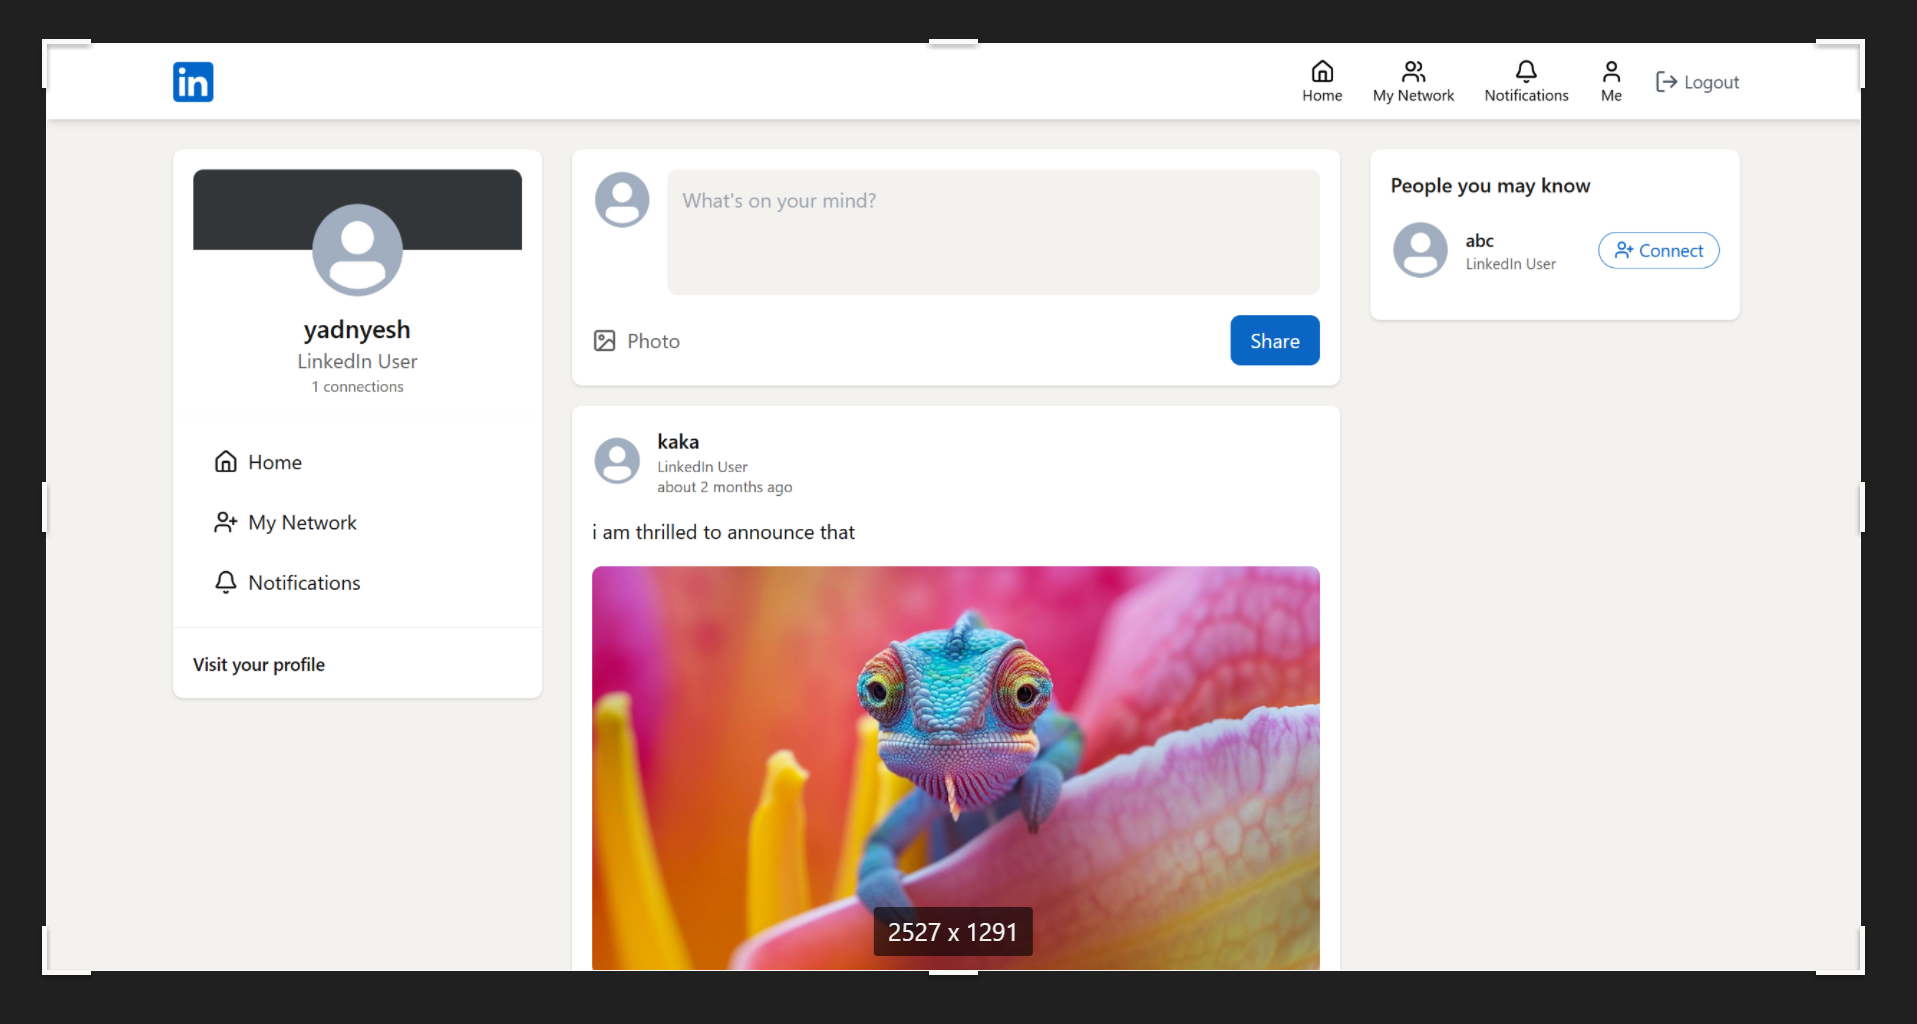 in
Home
My Network
Notifications
Me
Logout
yadnyesh
LinkedIn User
1 connections
Home
My Network
Notifications
Visit your profile
What's on your mind?
Photo
Share
kaka
LinkedIn User
about 2 months ago
i am thrilled to announce that
2527 x 1291
People you may know
abc
LinkedIn User
Connect